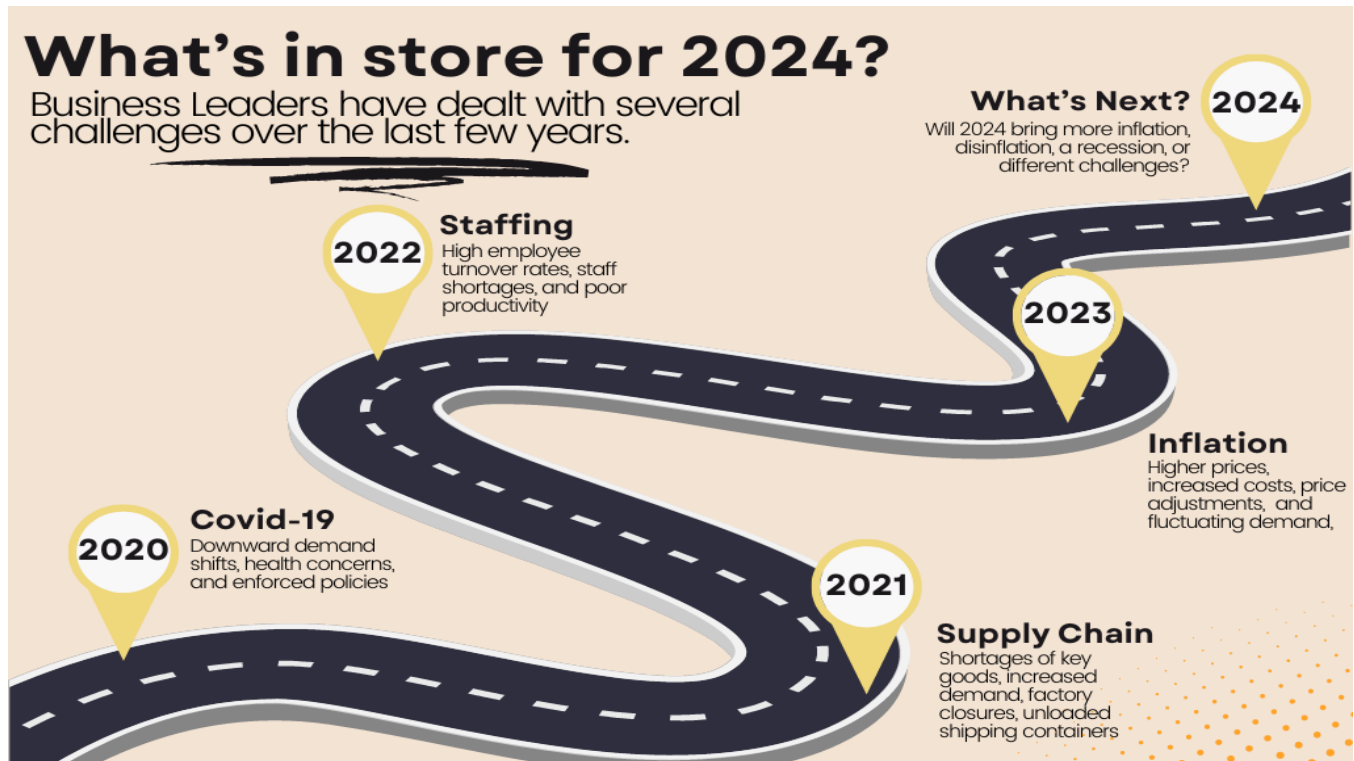 What's in store for 2024?
Business Leaders have dealt with several
challenges over the last few years.
What's Next?
2024
Will 2024 bring more inflation,
disinflation, a recession, or
different challenges?
2022
Staffing
High employee
turnover rates, staff
shortages, and poor
productivity
2023
Inflation
Higher prices,
increased costs, price
adjustments, and
fluctuating demand,
2020
Covid-19
Downward demand
shifts, health concerns,
and enforced policies
2021
Supply Chain
Shortages of key
goods, increased
demand, factory
closures, unloaded
shipping containers